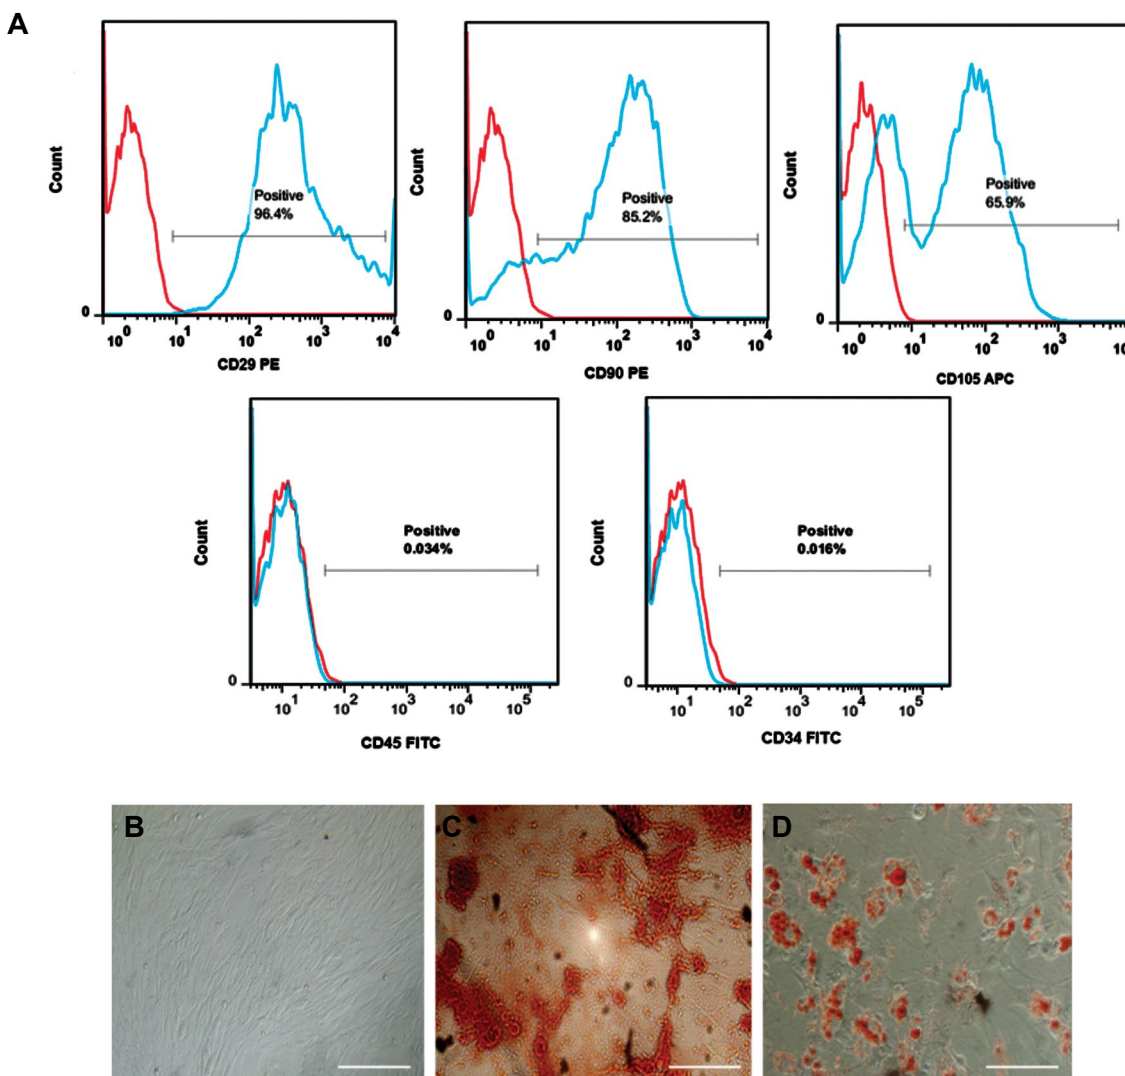 A
Count
Positive
96.4%
0
10^0 10^1 10^2 10^3 10^4
CD29 PE
Count
Positive
85.2%
0
10^0 10^1 10^2 10^3 10^4
CD90 PE
Count
Positive
65.9%
0
10^0 10^1 10^2 10^3
CD105 APC
Count
Positive
0.034%
0
10^1 10^2 10^3 10^4 10^5
CD45 FITC
Count
Positive
0.016%
0
10^1 10^2 10^3 10^4 10^5
CD34 FITC
B
C
D